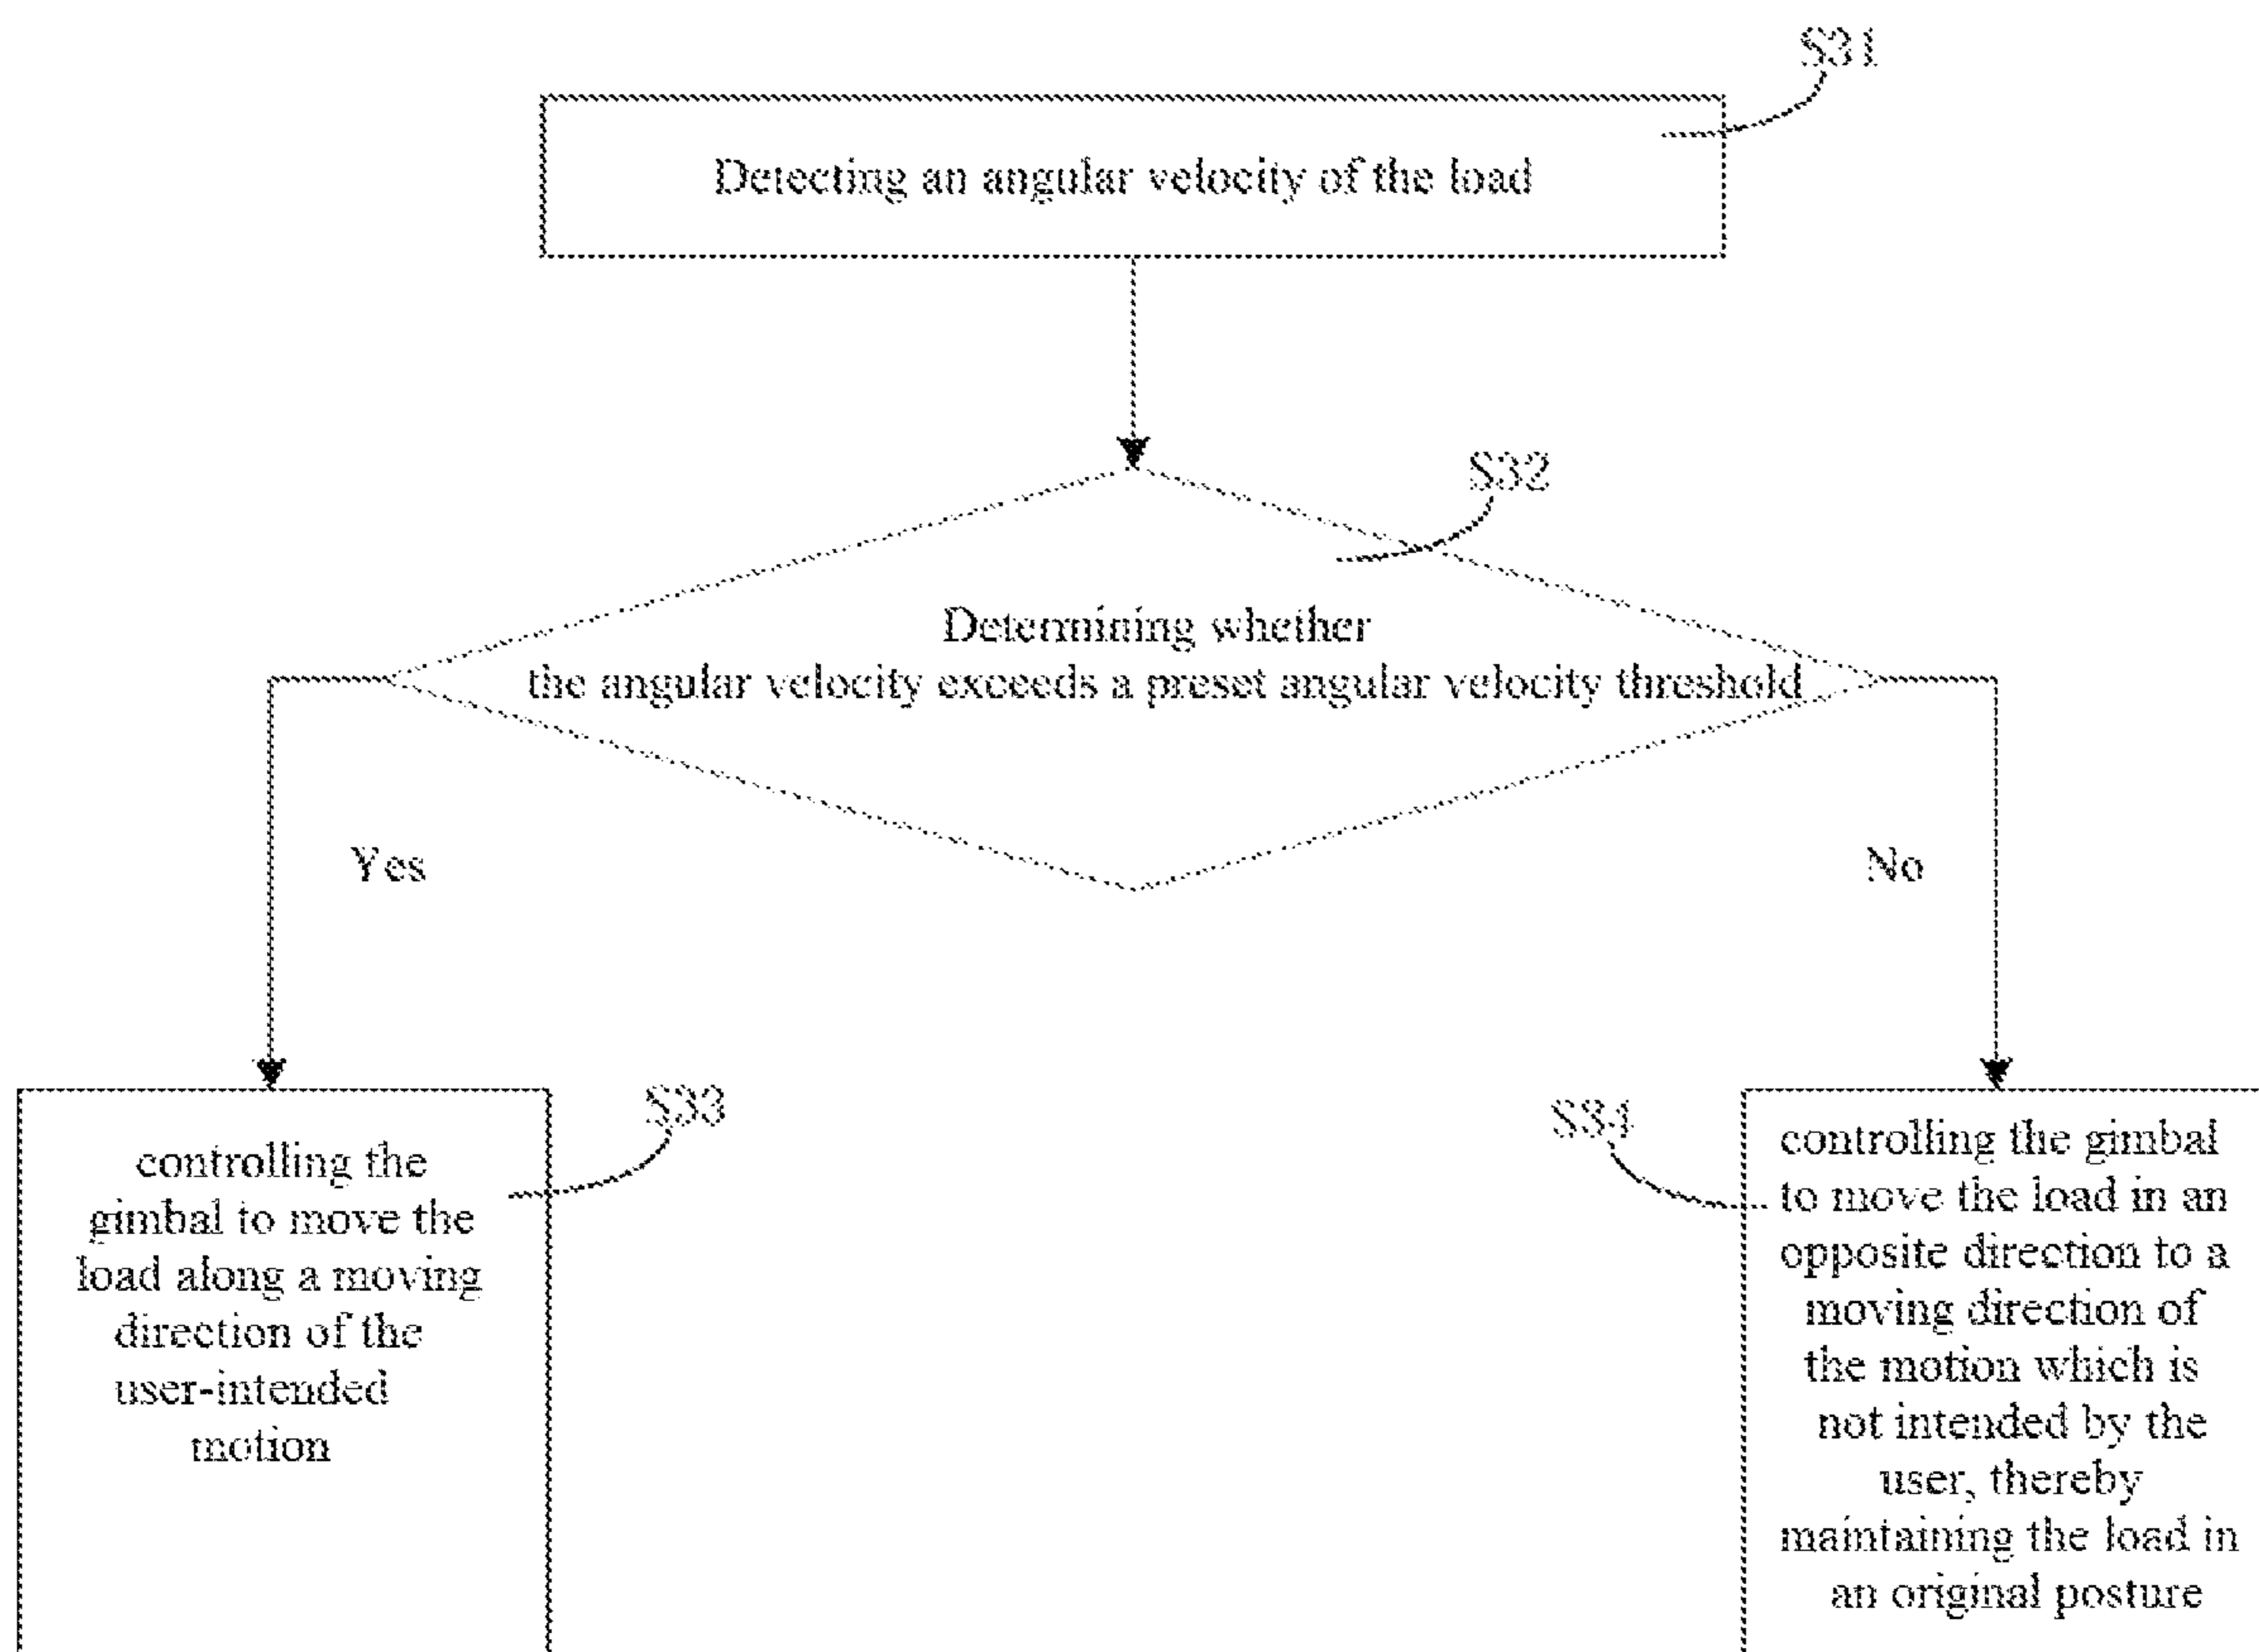 S31
Detecting an angular velocity of the load
S32
Determining whether
the angular velocity exceeds a preset angular velocity threshold
Yes
No
S33
controlling the
gimbal to move the
load along a moving
direction of the
user-intended
motion
S34
controlling the gimbal
to move the load in an
opposite direction to a
moving direction of
the motion which is
not intended by the
user, thereby
maintaining the load in
an original posture